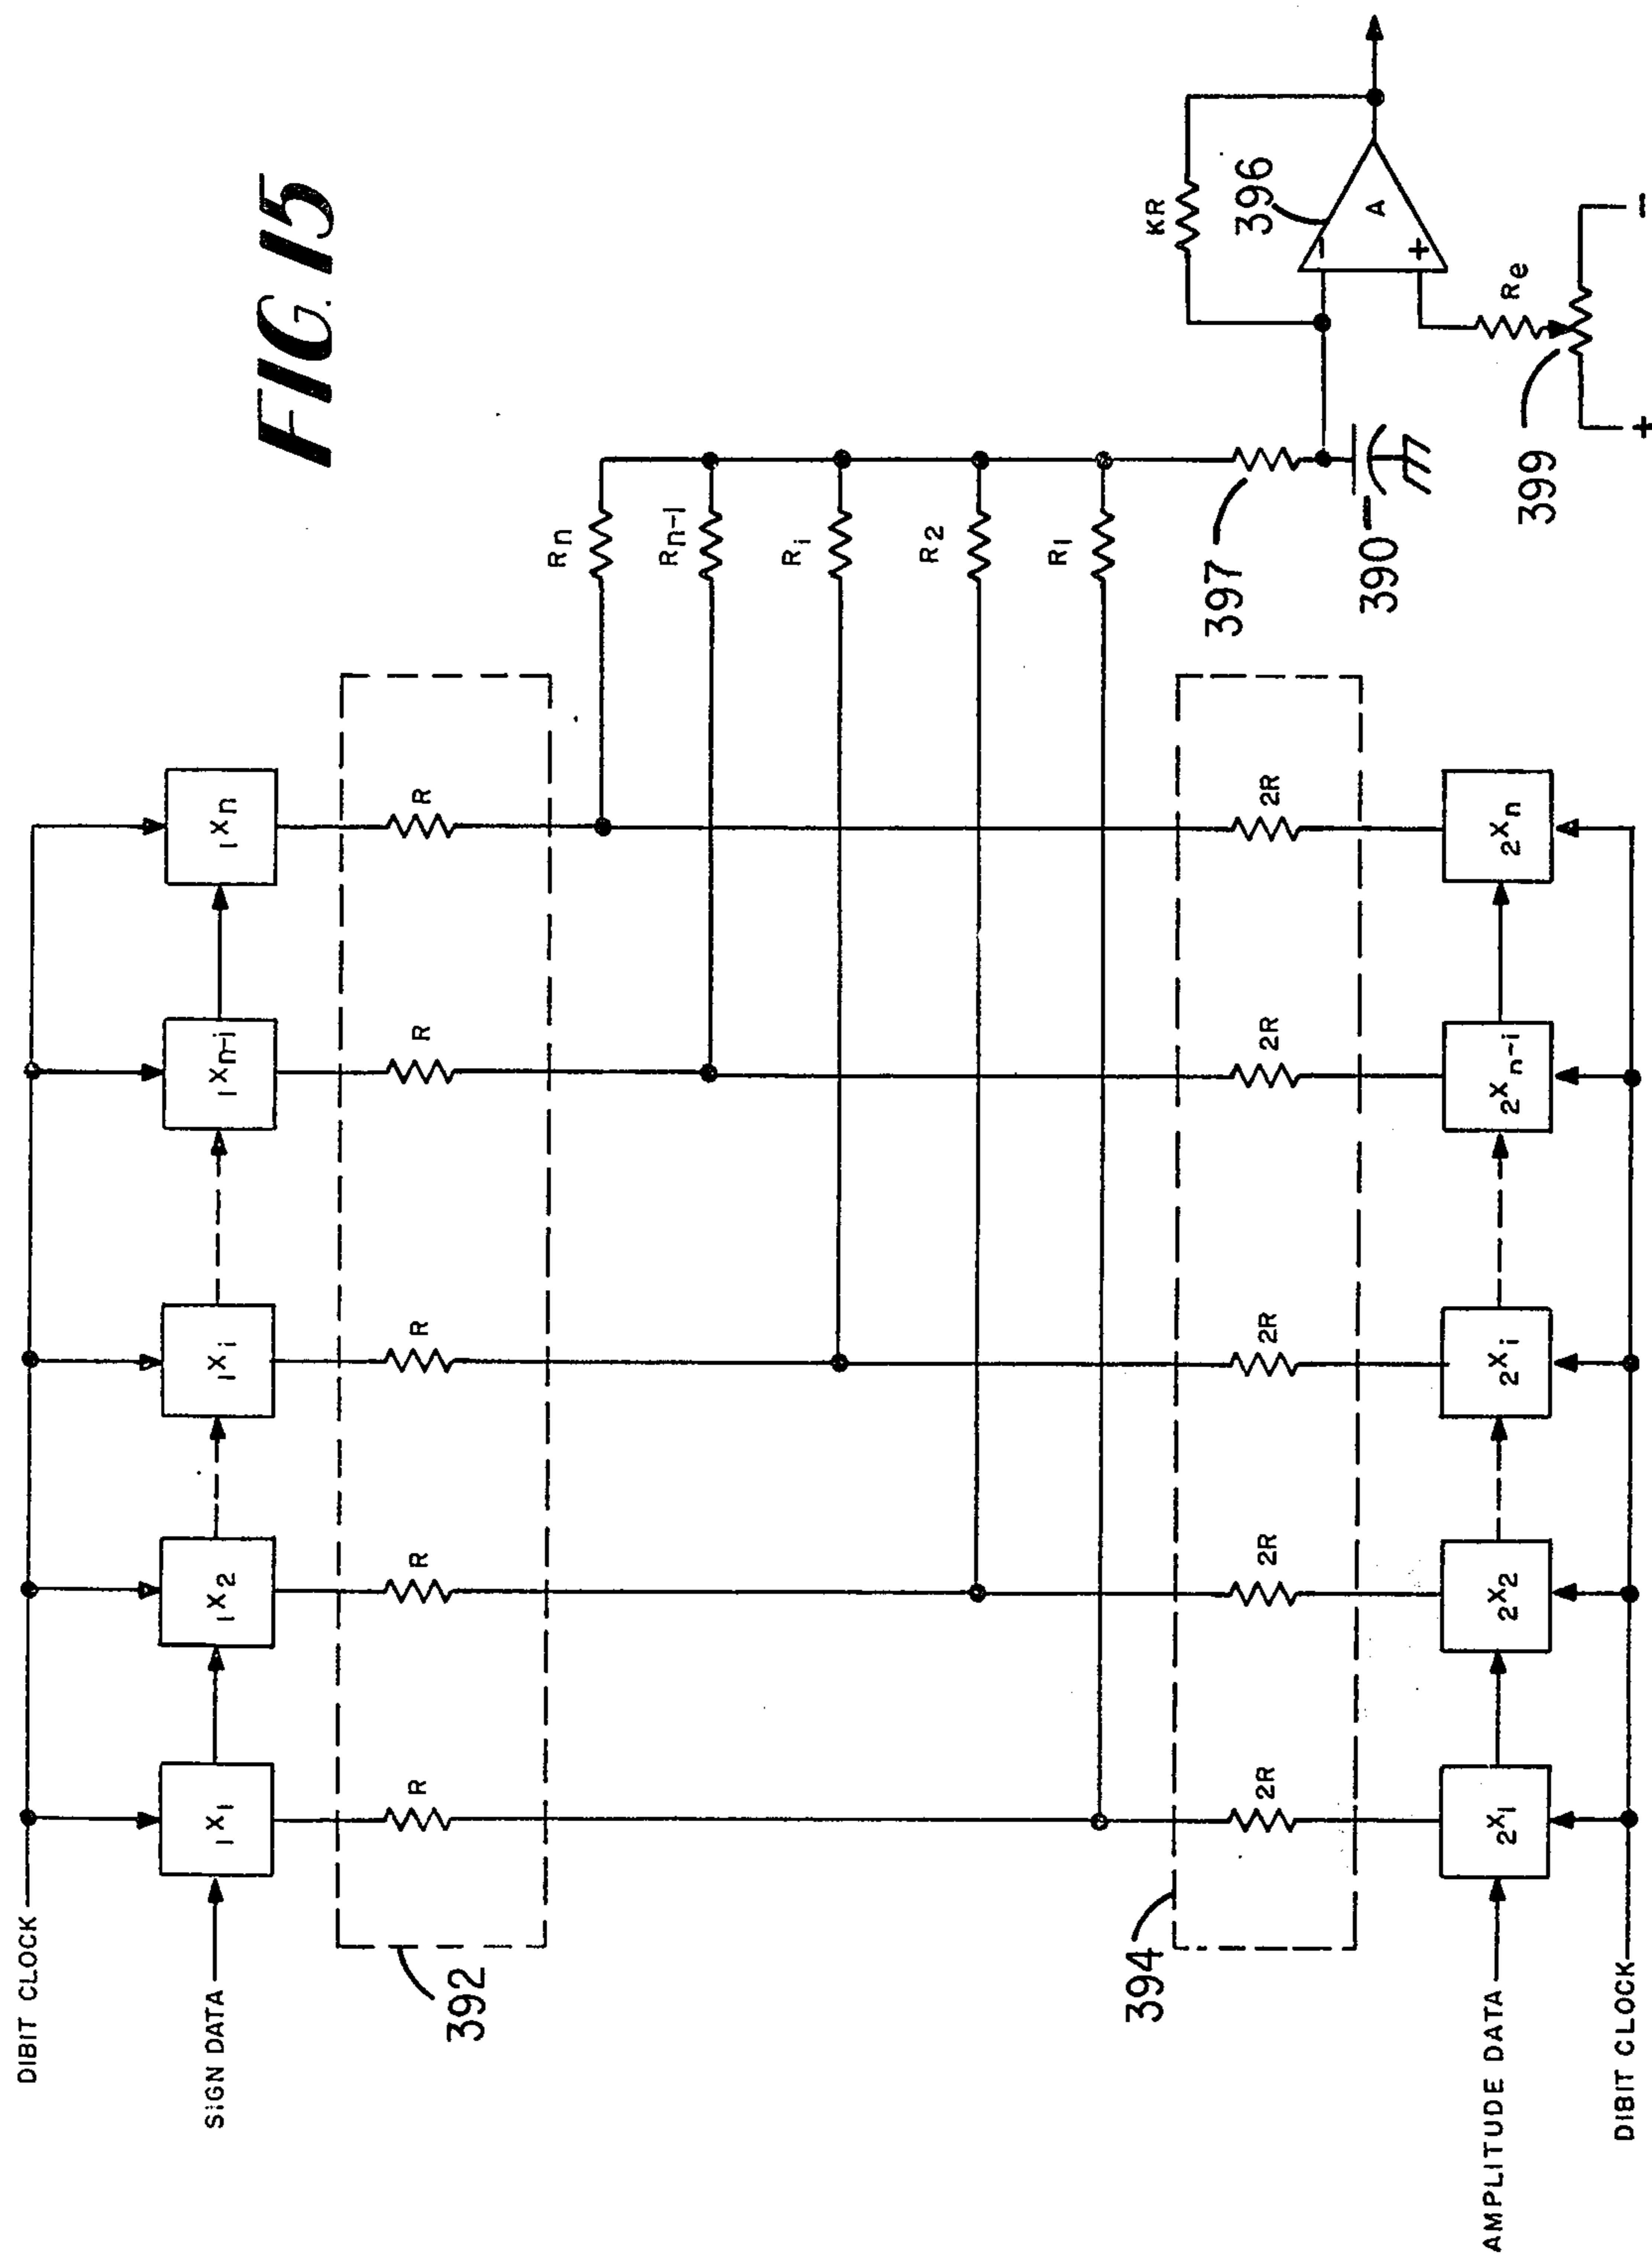 FIG. 15
DIBIT CLOCK
SIGN DATA
1X1
1X2
1Xi
1Xn-i
1Xn
392
R
R
R
R
R
Rn
Rn-1
Ri
R2
R1
397
390
KR
396
A
−
+
Re
399
+
−
394
2R
2R
2R
2R
2R
AMPLITUDE DATA
2X1
2X2
2Xi
2Xn-i
2Xn
DIBIT CLOCK